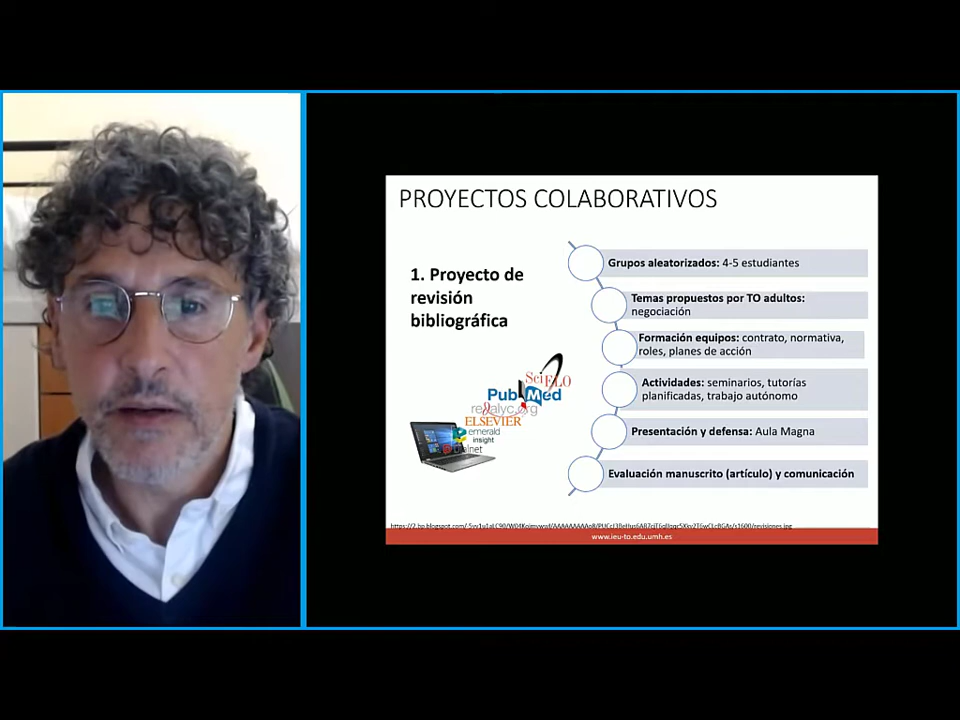 PROYECTOS COLABORATIVOS
1. Proyecto de
revisión
bibliográfica
Grupos aleatorizados: 4-5 estudiantes
Temas propuestos por TO adultos:
negociación
Formación equipos: contrato, normativa,
roles, planes de acción
Actividades: seminarios, tutorías
planificadas, trabajo autónomo
Presentación y defensa: Aula Magna
Evaluación manuscrito (artículo) y comunicación
SciELO
PubMed
redalyc.org
ELSEVIER
emerald
insight
www.ieu-to.edu.umh.es